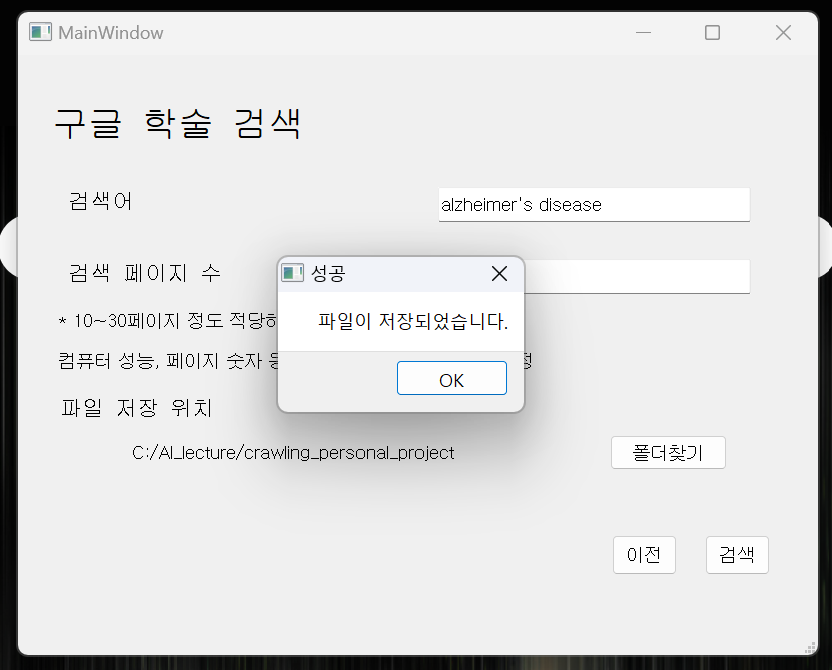 MainWindow
구글 학술 검색
검색어
alzheimer's disease
검색 페이지 수
성공
파일이 저장되었습니다.
OK
* 10~30페이지 정도 적당
컴퓨터 성능, 페이지 숫자
정
파일 저장 위치
C:/AI_lecture/crawling_personal_project
폴더찾기
이전
검색